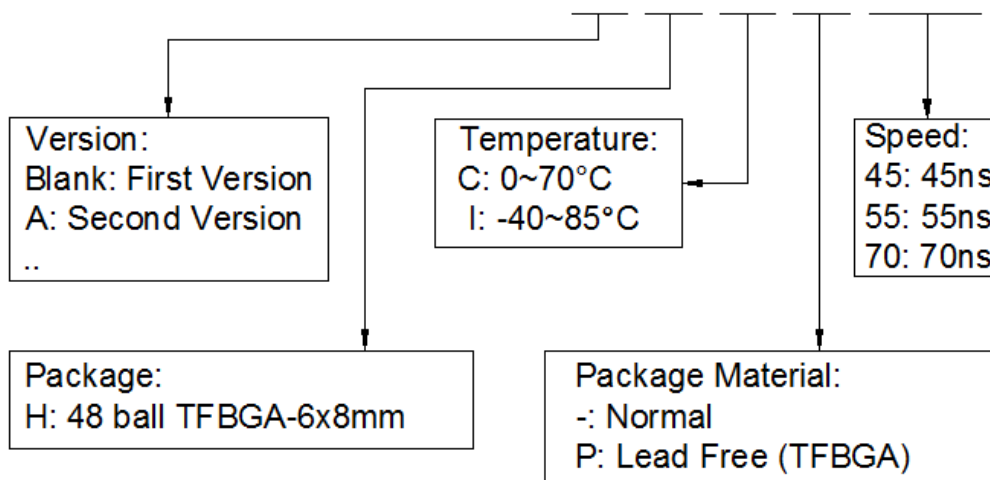 Version:
Blank: First Version
A: Second Version
..
Temperature:
C: 0~70°C
I: -40~85°C
Speed:
45: 45ns
55: 55ns
70: 70ns
Package:
H: 48 ball TFBGA-6x8mm
Package Material:
-: Normal
P: Lead Free (TFBGA)